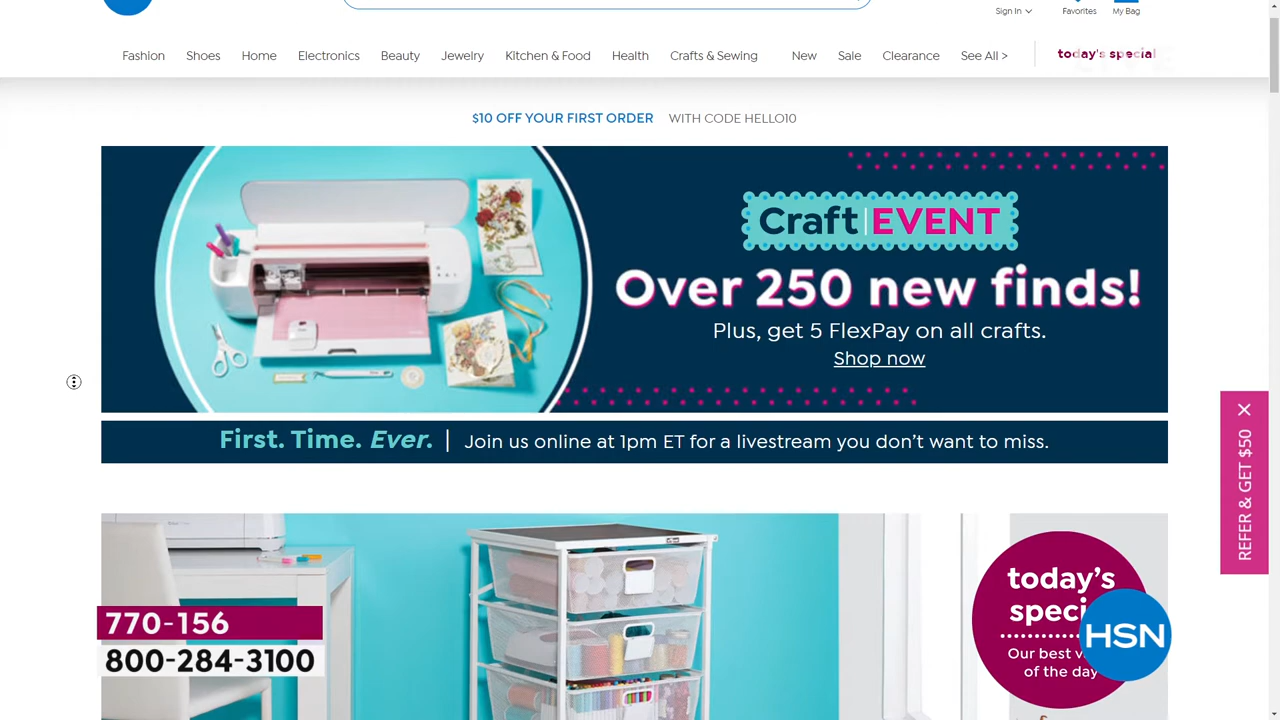 Sign In
Favorites
My Bag
Fashion Shoes Home Electronics Beauty Jewelry Kitchen & Food Health Crafts & Sewing New Sale Clearance See All > today's special
$10 OFF YOUR FIRST ORDER WITH CODE HELLO10
Craft EVENT
Over 250 new finds!
Plus, get 5 FlexPay on all crafts.
Shop now
REFER & GET $50
First. Time. Ever. | Join us online at 1pm ET for a livestream you don't want to miss.
today's
Our best
of the day
HSN
770-156
800-284-3100